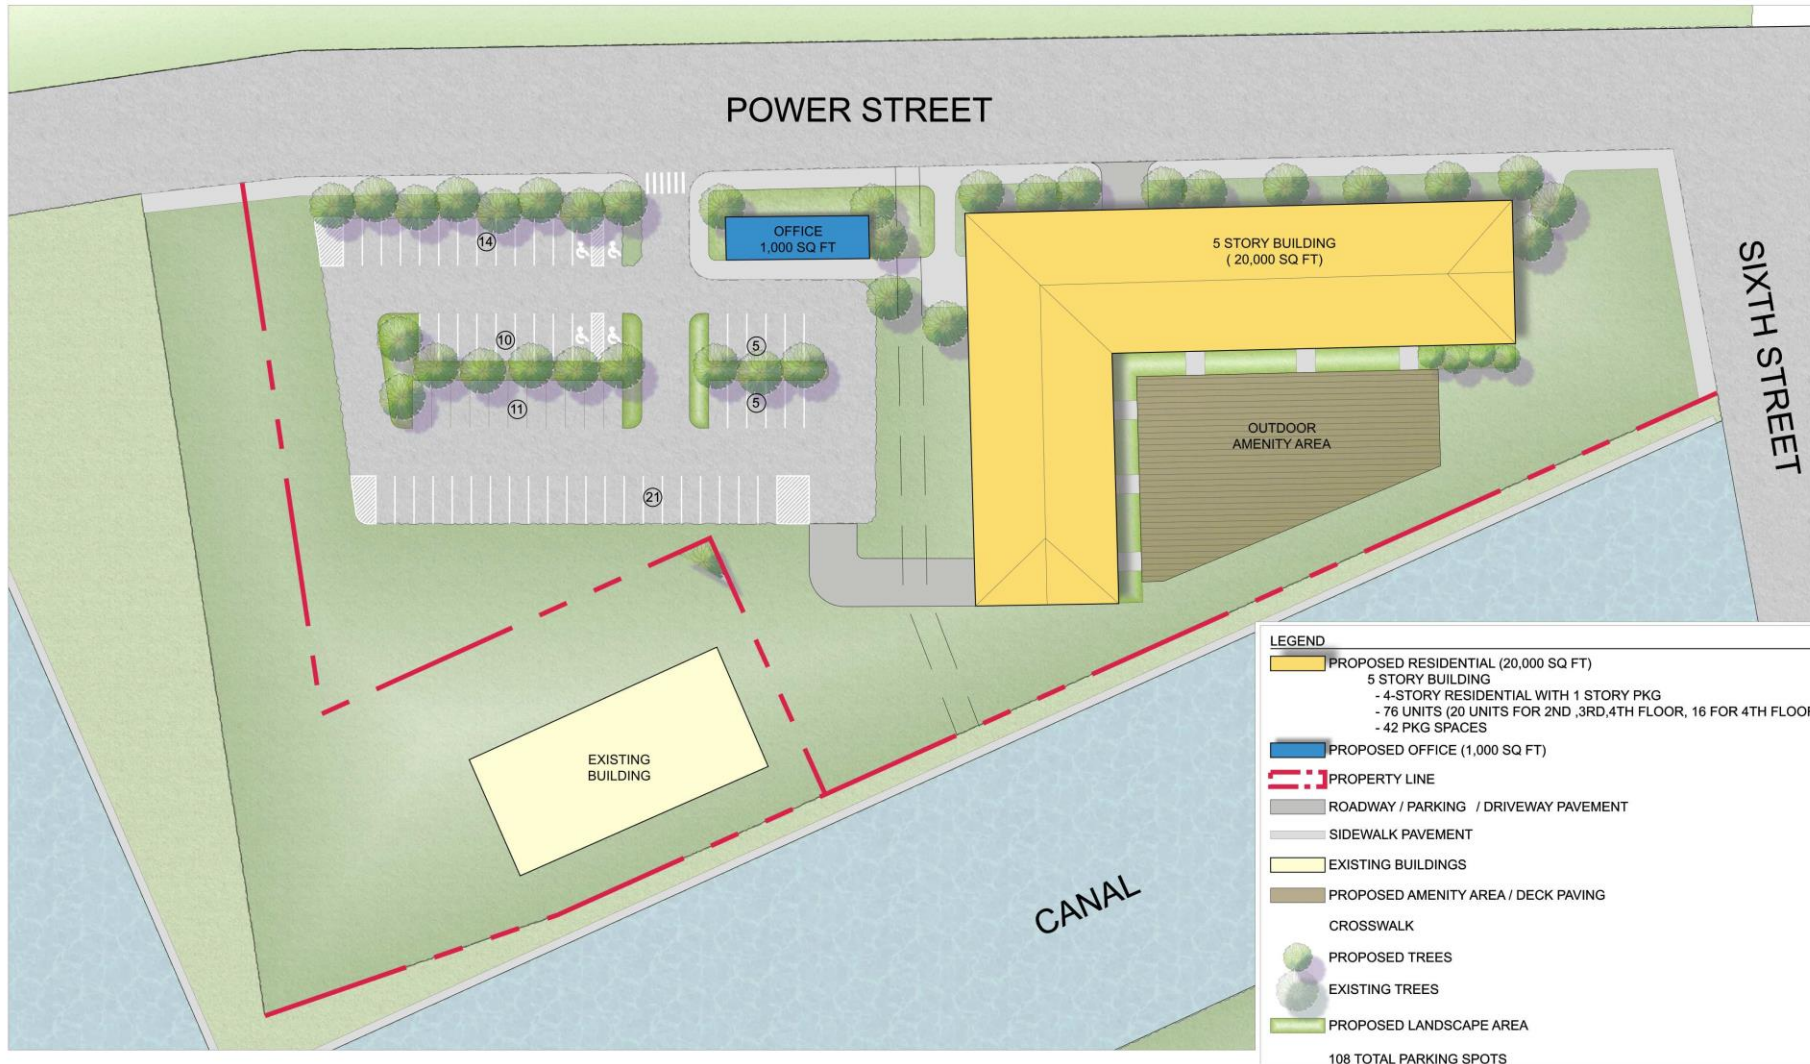 POWER STREET
14
OFFICE
1,000 SQ FT
5 STORY BUILDING
( 20,000 SQ FT)
SIXTH STREET
10
5
11
5
OUTDOOR
AMENITY AREA
21
EXISTING
BUILDING
CANAL
LEGEND
PROPOSED RESIDENTIAL (20,000 SQ FT)
5 STORY BUILDING
- 4-STORY RESIDENTIAL WITH 1 STORY PKG
- 76 UNITS (20 UNITS FOR 2ND ,3RD,4TH FLOOR, 16 FOR 4TH FLOOR
- 42 PKG SPACES
PROPOSED OFFICE (1,000 SQ FT)
PROPERTY LINE
ROADWAY / PARKING / DRIVEWAY PAVEMENT
SIDEWALK PAVEMENT
EXISTING BUILDINGS
PROPOSED AMENITY AREA / DECK PAVING
CROSSWALK
PROPOSED TREES
EXISTING TREES
PROPOSED LANDSCAPE AREA
108 TOTAL PARKING SPOTS